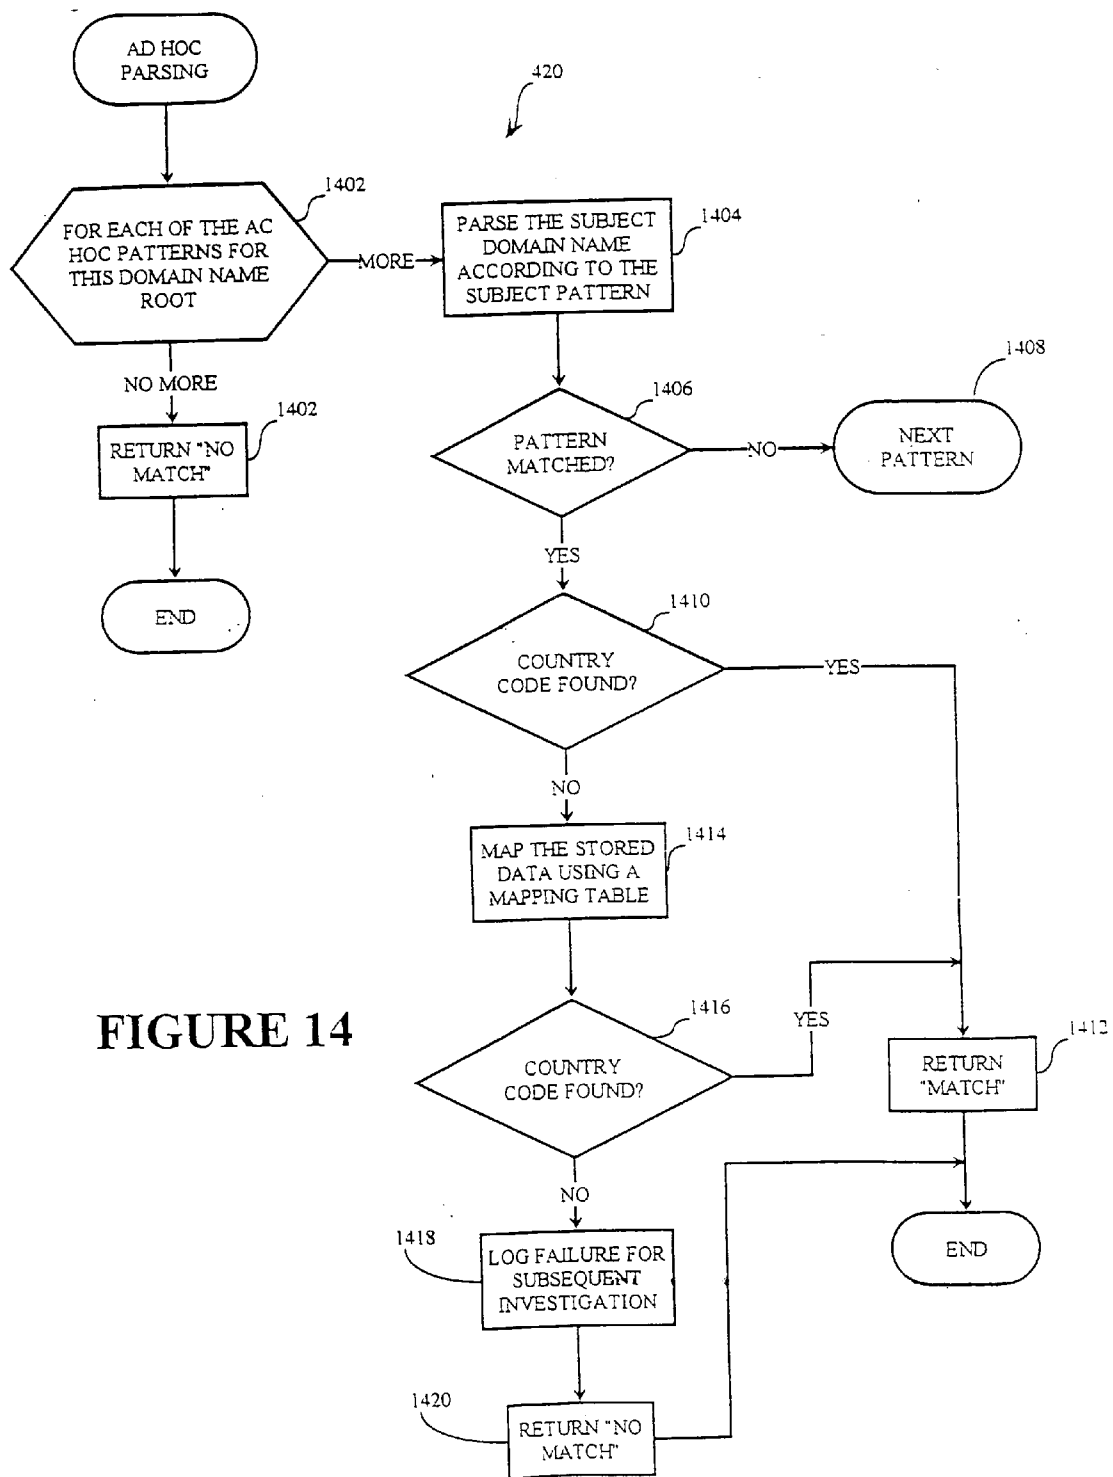 AD HOC
PARSING
420
1402
FOR EACH OF THE AC
HOC PATTERNS FOR
THIS DOMAIN NAME
ROOT
MORE
PARSE THE SUBJECT
DOMAIN NAME
ACCORDING TO THE
SUBJECT PATTERN
1404
NO MORE
1402
RETURN "NO
MATCH"
END
1406
PATTERN
MATCHED?
NO
1408
NEXT
PATTERN
YES
1410
COUNTRY
CODE FOUND?
YES
NO
MAP THE STORED
DATA USING A
MAPPING TABLE
1414
FIGURE 14
1416
COUNTRY
CODE FOUND?
YES
1412
RETURN
"MATCH"
NO
1418
LOG FAILURE FOR
SUBSEQUENT
INVESTIGATION
END
1420
RETURN "NO
MATCH"